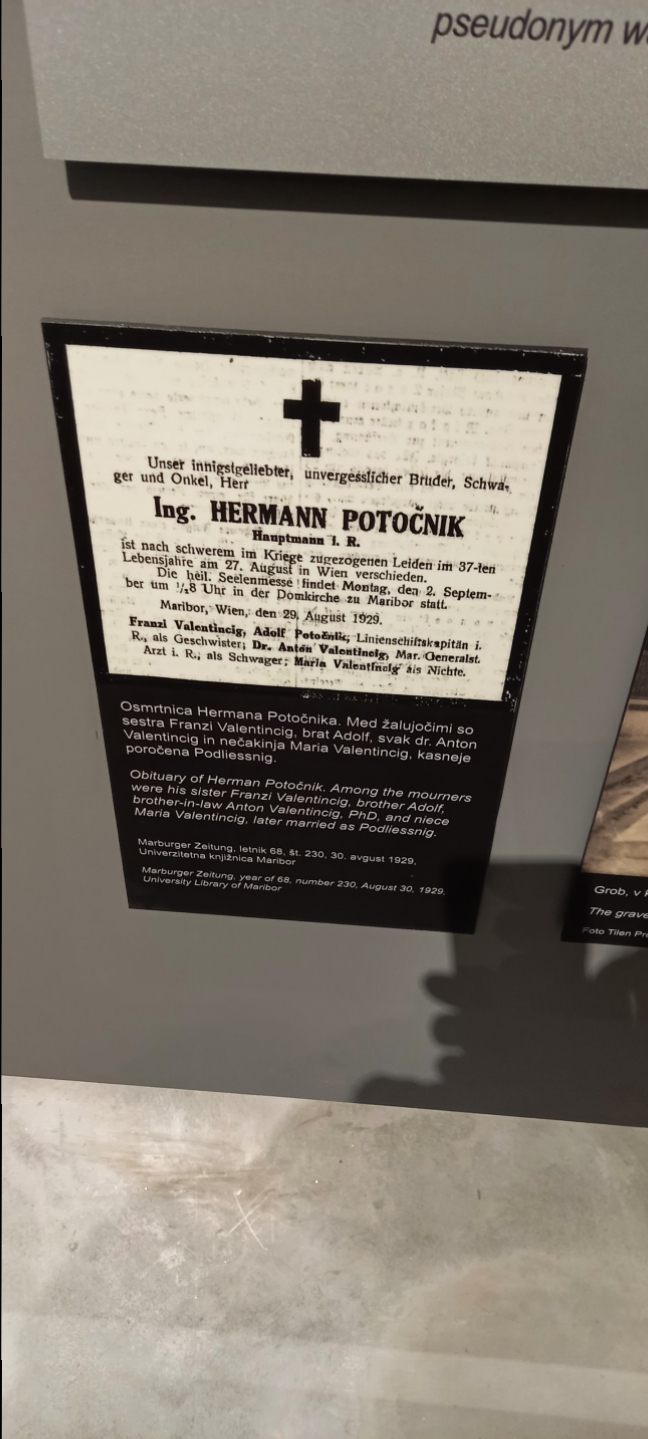 pseudonym w
Unser innigstgeliebter, unvergesslicher Bruder, Schwa-
ger und Onkel, Herr
Ing. HERMANN POTOČNIK
Hauptmann i. R.
ist nach schwerem im Kriege zugezogenen Leiden im 37-ten
Lebensjahre am 27. August in Wien verschieden.
Die heil. Seelenmesse findet Montag, den 2. Septem-
ber um ½8 Uhr in der Domkirche zu Maribor statt.
Maribor, Wien, den 29. August 1929.
Franzi Valentincig, Adolf Potočnik, Linienschiffskapitän i.
R., als Geschwister; Dr. Anton Valentincig, Mar. Generalst.
Arzt i. R., als Schwager; Maria Valentincig als Nichte.
Osmrtnica Hermana Potočnika. Med žalujočimi so
sestra Franzi Valentincig, brat Adolf, svak dr. Anton
Valentincig in nečakinja Maria Valentincig, kasneje
poročena Podliessnig.
Obituary of Herman Potočnik. Among the mourners
were his sister Franzi Valentincig, brother Adolf,
brother-in-law Anton Valentincig, PhD, and niece
Maria Valentincig, later married as Podliessnig.
Marburger Zeitung, letnik 68, št. 230, 30. avgust 1929,
Univerzitetna knjižnica Maribor
Marburger Zeitung, year of 68, number 230, August 30, 1929,
University Library of Maribor
Grob, v
The grave
Foto Tilen Pr